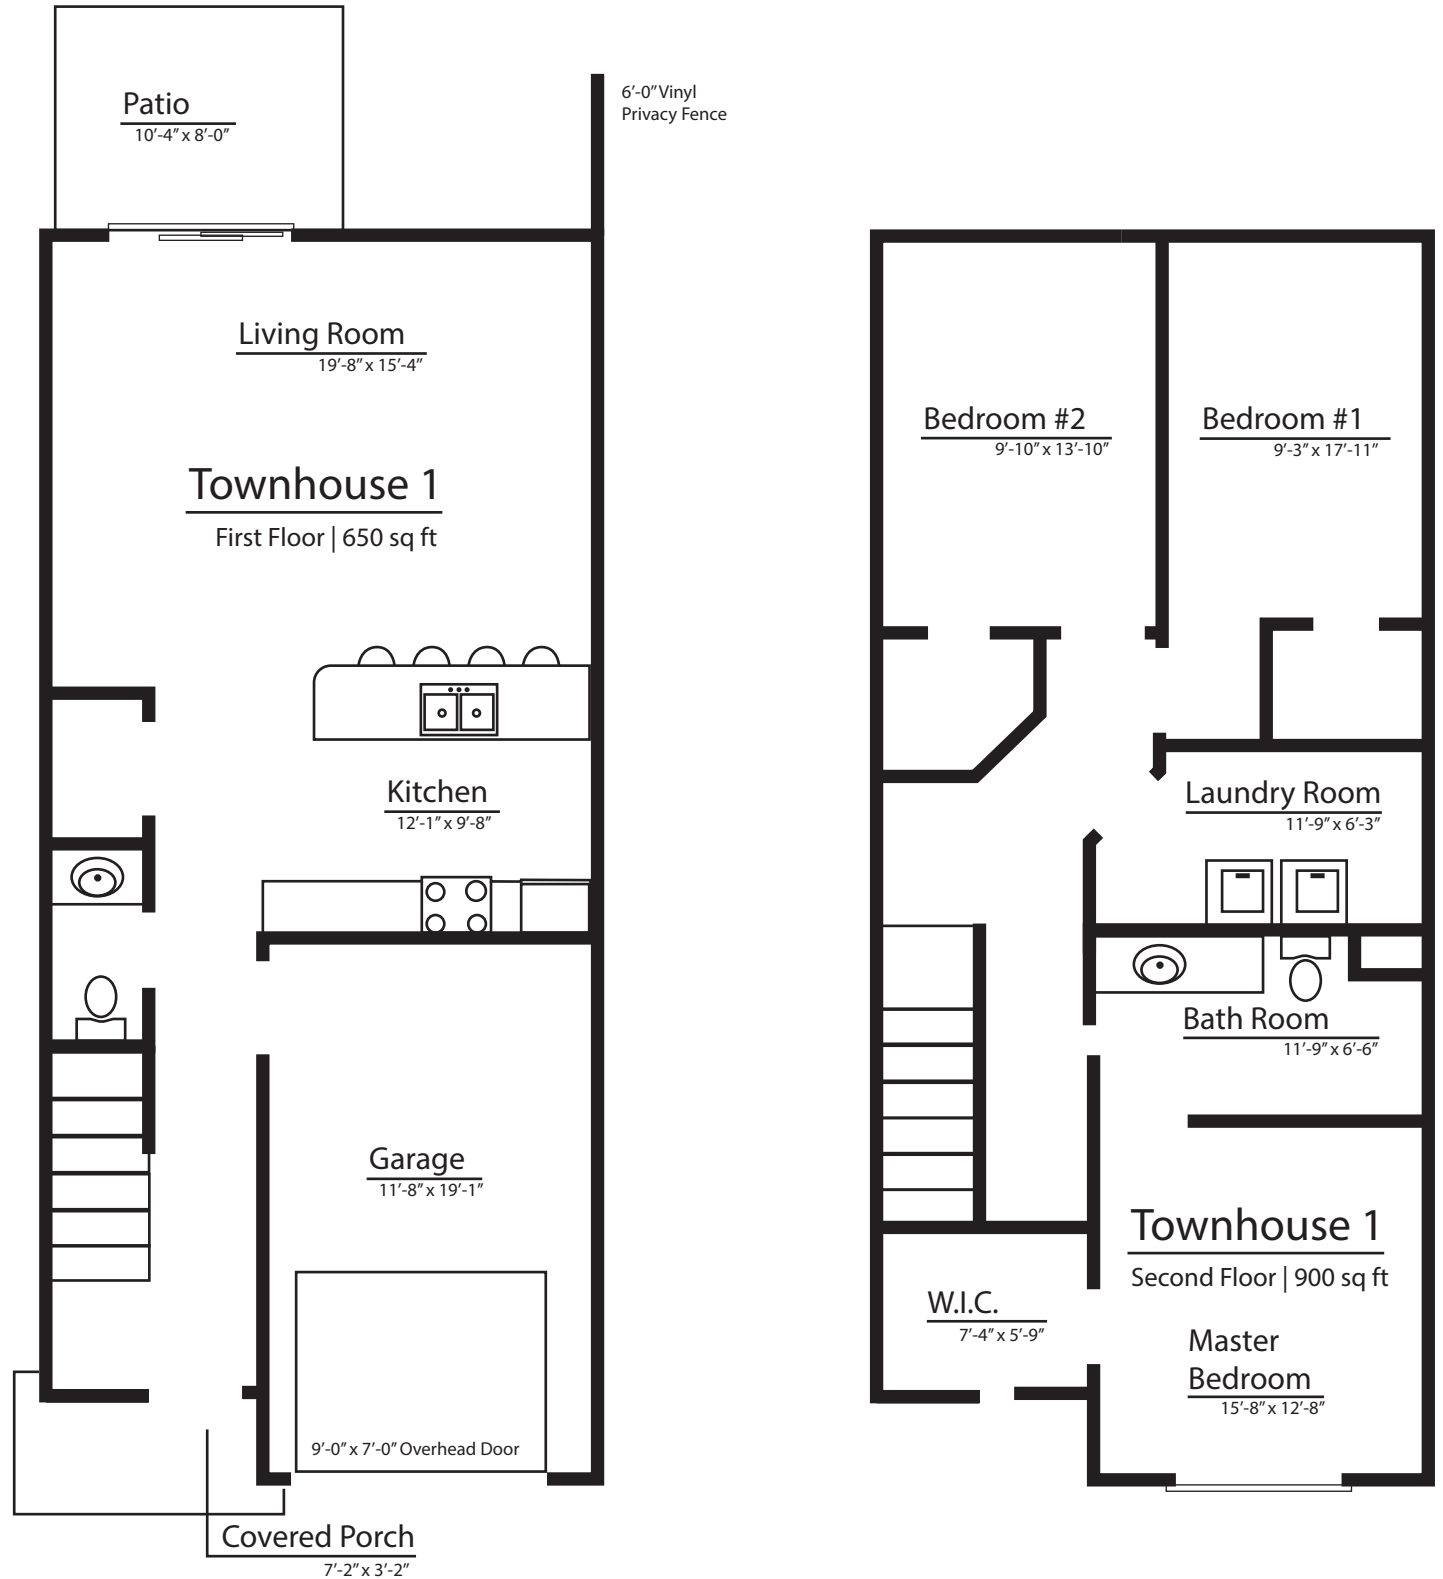 Patio
10’-4” x 8’-0”
6’-0” Vinyl
Privacy Fence
Living Room
19’-8” x 15’-4”
Townhouse 1
First Floor | 650 sq ft
Kitchen
12’-1” x 9’-8”
Garage
11’-8” x 19’-1”
9’-0” x 7’-0” Overhead Door
Covered Porch
7’-2” x 3’-2”
Bedroom #2
9’-10” x 13’-10”
Bedroom #1
9’-3” x 17’-11”
Laundry Room
11’-9” x 6’-3”
Bath Room
11’-9” x 6’-6”
Townhouse 1
Second Floor | 900 sq ft
W.I.C.
7’-4” x 5’-9”
Master
Bedroom
15’-8” x 12’-8”